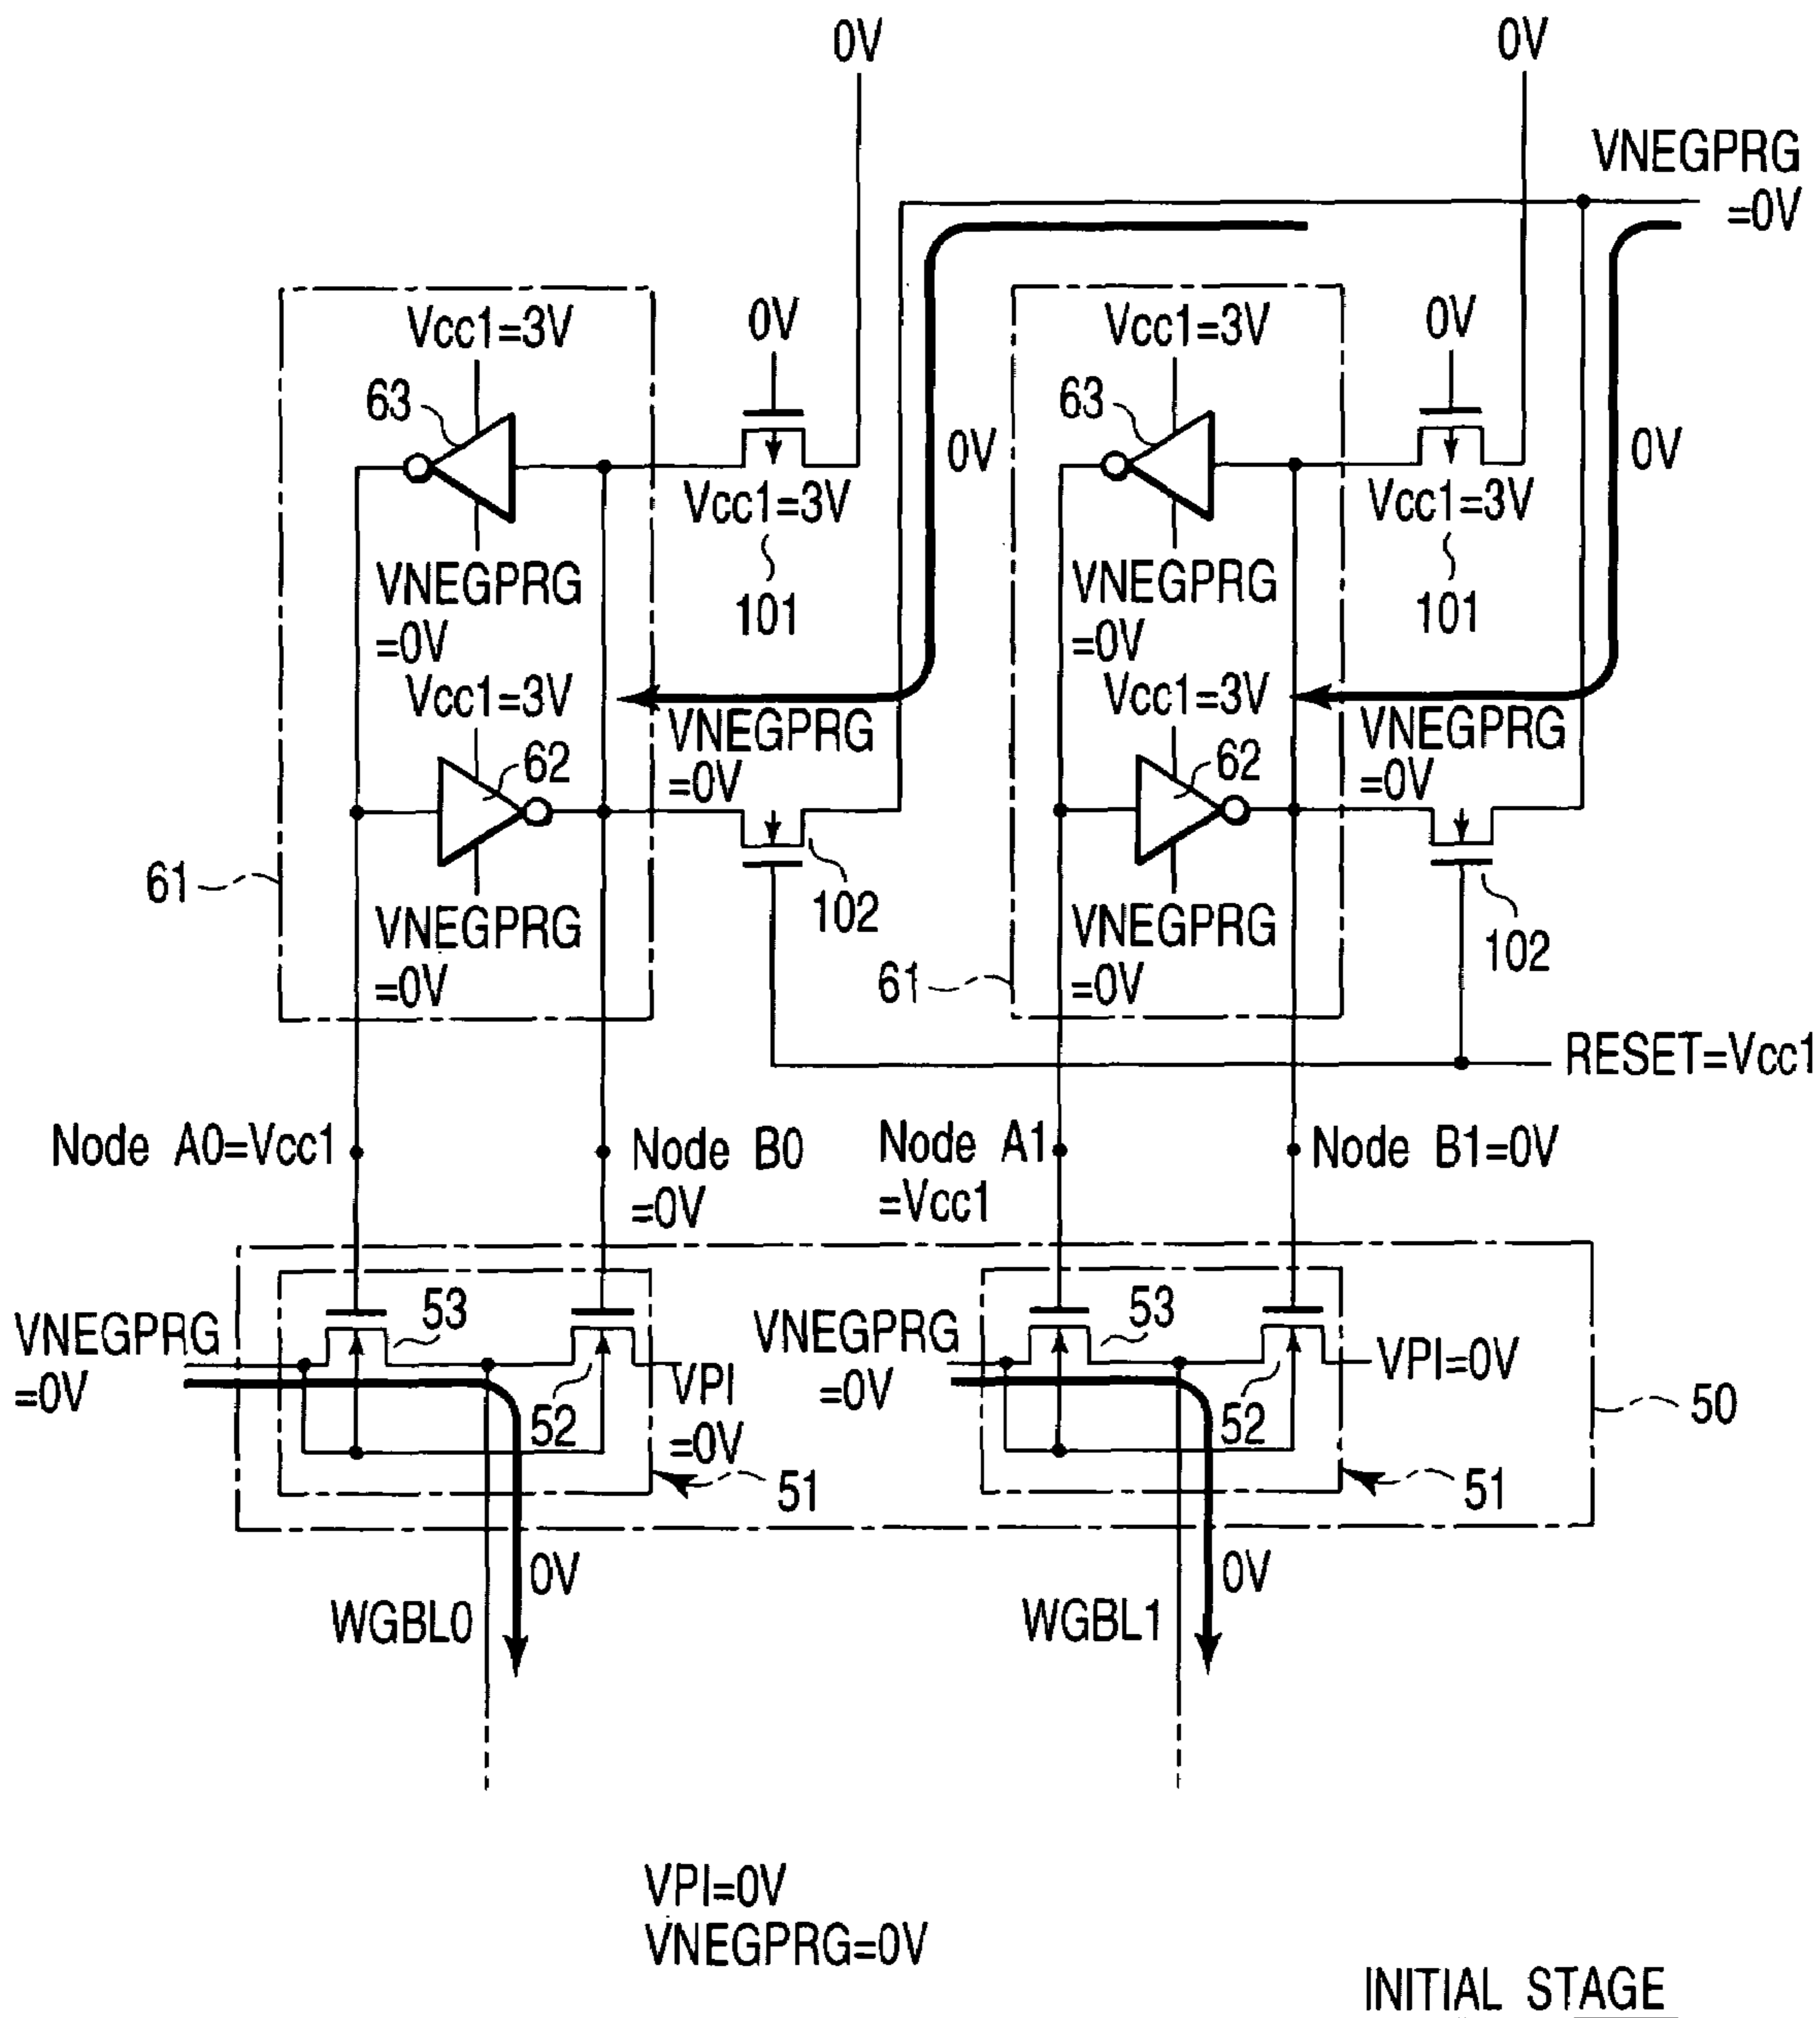 0V
0V
VNEGPRG
=0V
Vcc1=3V
0V
Vcc1=3V
0V
63
0V
63
0V
Vcc1=3V
Vcc1=3V
VNEGPRG
=0V
101
VNEGPRG
=0V
101
Vcc1=3V
VNEGPRG
=0V
Vcc1=3V
VNEGPRG
=0V
62
62
61
102
VNEGPRG
=0V
VNEGPRG
=0V
61
102
RESET=Vcc1
Node A0=Vcc1
Node B0
=0V
Node A1
=Vcc1
Node B1=0V
VNEGPRG
=0V
53
52
VPI
=0V
51
VNEGPRG
=0V
53
52
VPI=0V
51
50
0V
WGBL0
0V
WGBL1
VPI=0V
VNEGPRG=0V
INITIAL STAGE